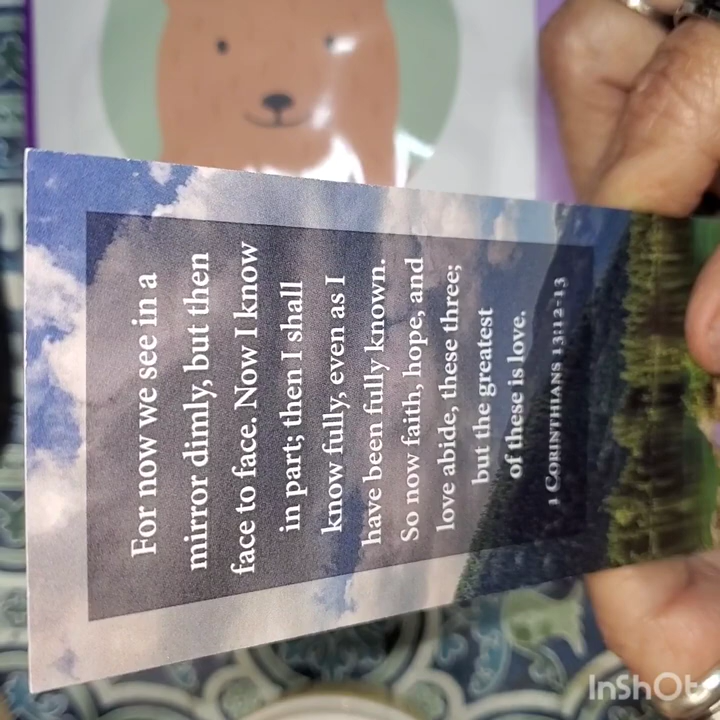 For now we see in a
mirror dimly, but then
face to face. Now I know
in part; then I shall
know fully, even as I
have been fully known.
So now faith, hope, and
love abide, these three;
but the greatest
of these is love.
1 CORINTHIANS 13:12-13
InShOt